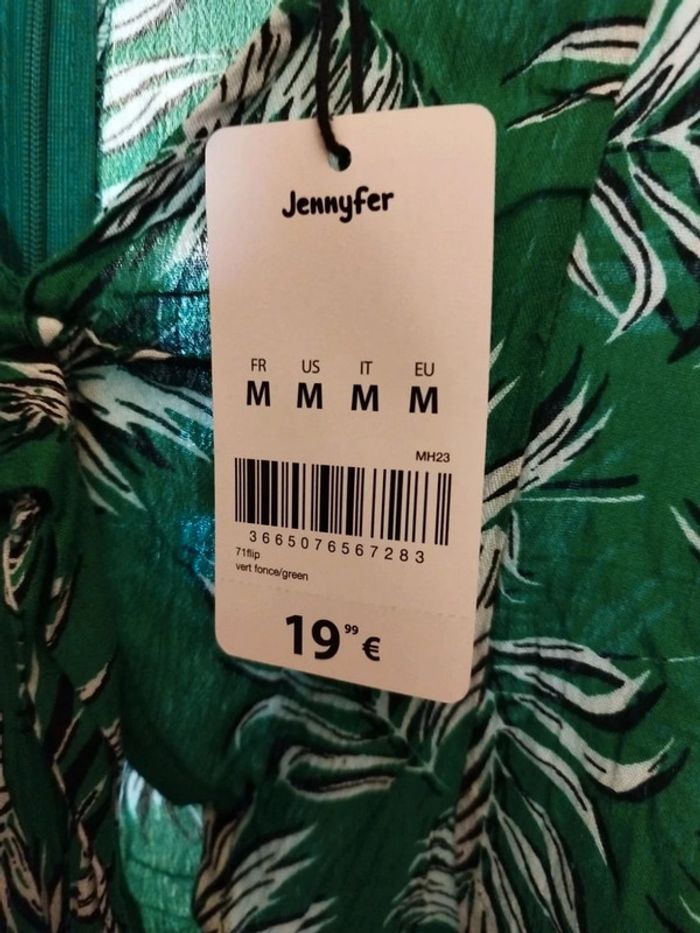 Jennyfer
FR US IT EU
M M M M
MH23
3665076567283
71flip
vert fonce/green
19,99 €